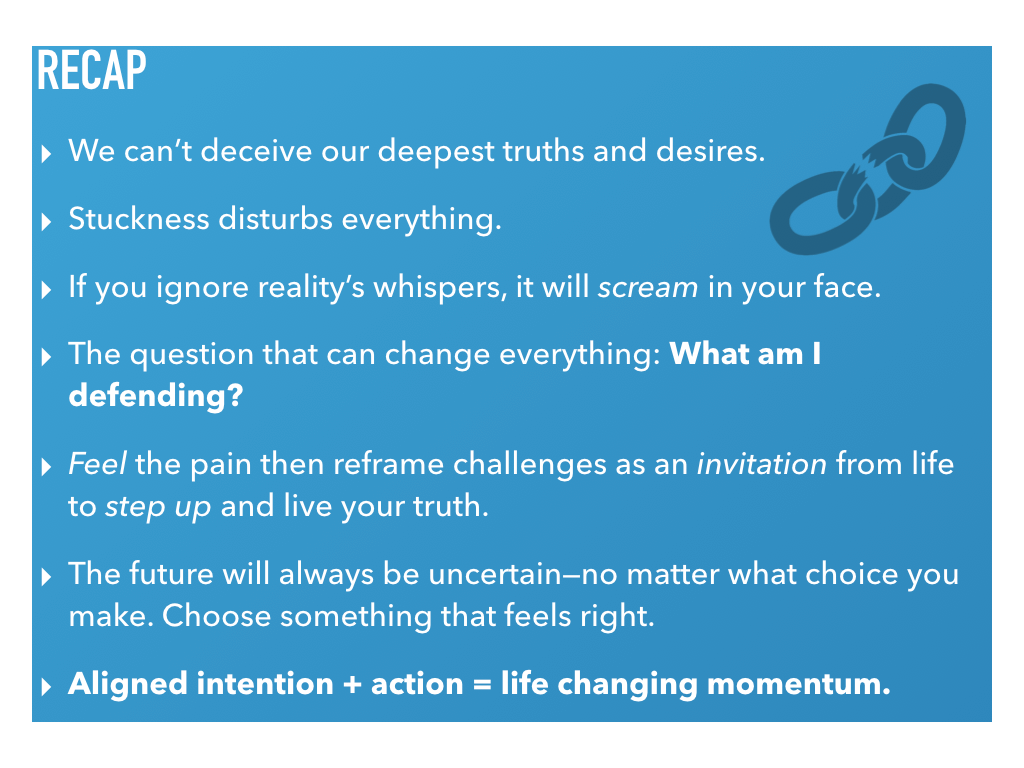 RECAP
▸ We can’t deceive our deepest truths and desires.
▸ Stuckness disturbs everything.
▸ If you ignore reality’s whispers, it will scream in your face.
▸ The question that can change everything: What am I
defending?
▸ Feel the pain then reframe challenges as an invitation from life
to step up and live your truth.
▸ The future will always be uncertain—no matter what choice you
make. Choose something that feels right.
▸ Aligned intention + action = life changing momentum.